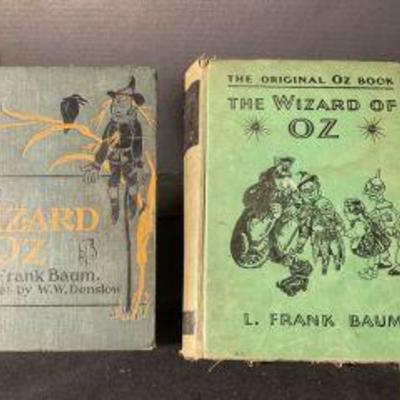 IZARD
OZ
Frank Baum.
by W.W. Denslow
THE ORIGINAL OZ BOOK
THE WIZARD OF
OZ
L. FRANK BAUM